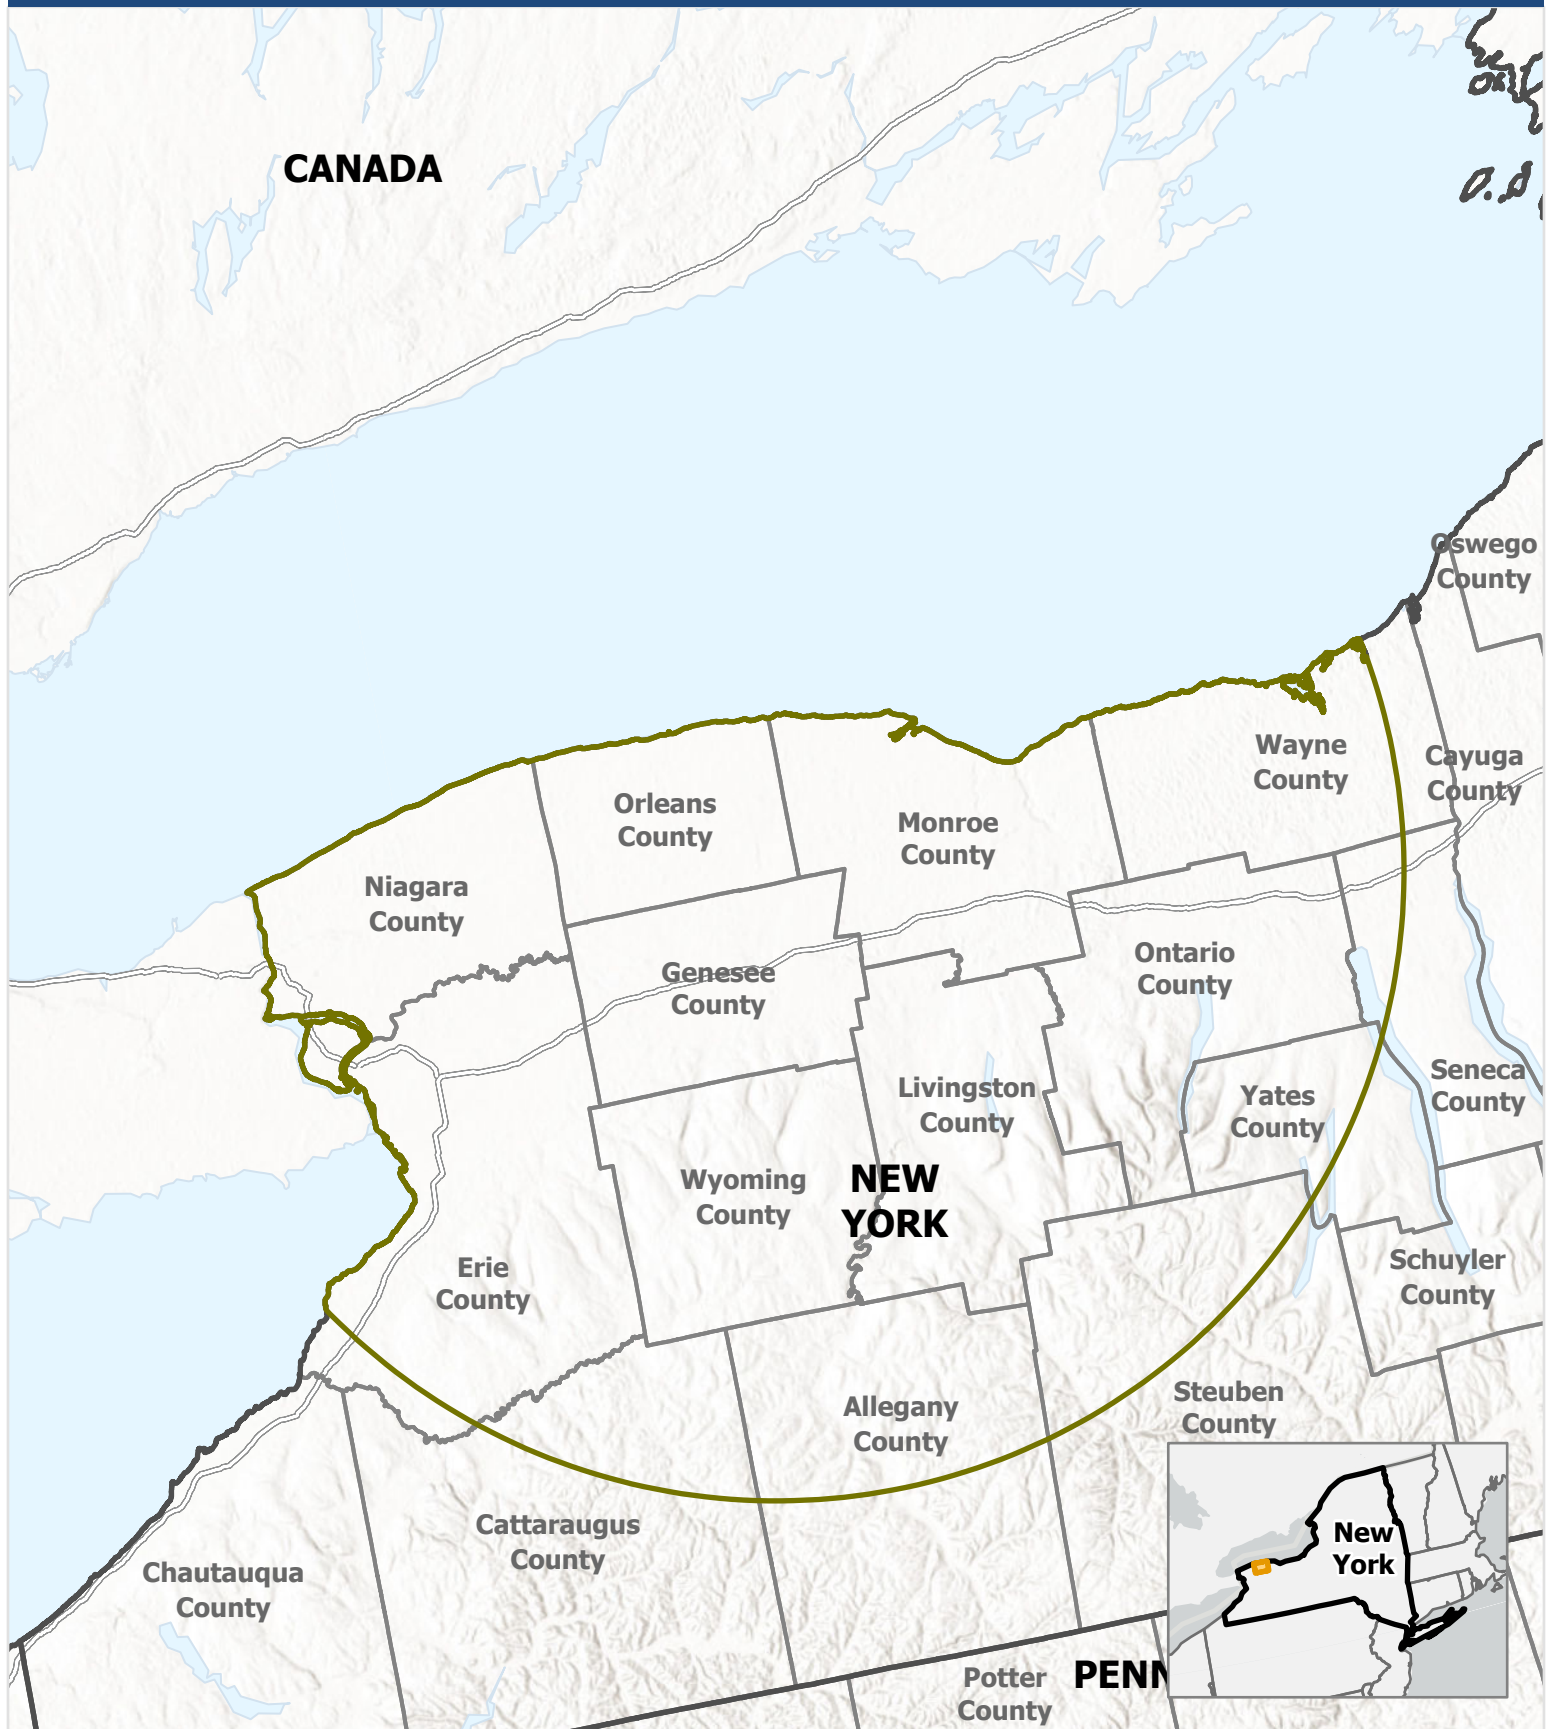 CANADA
Oswego
County
Wayne
County
Cayuga
County
Orleans
County
Monroe
County
Niagara
County
Ontario
County
Genesee
County
Livingston
County
Yates
County
Seneca
County
Wyoming
County
NEW
YORK
Erie
County
Schuyler
County
Allegany
County
Steuben
County
Cattaraugus
County
Chautauqua
County
New
York
Potter
County
PENN